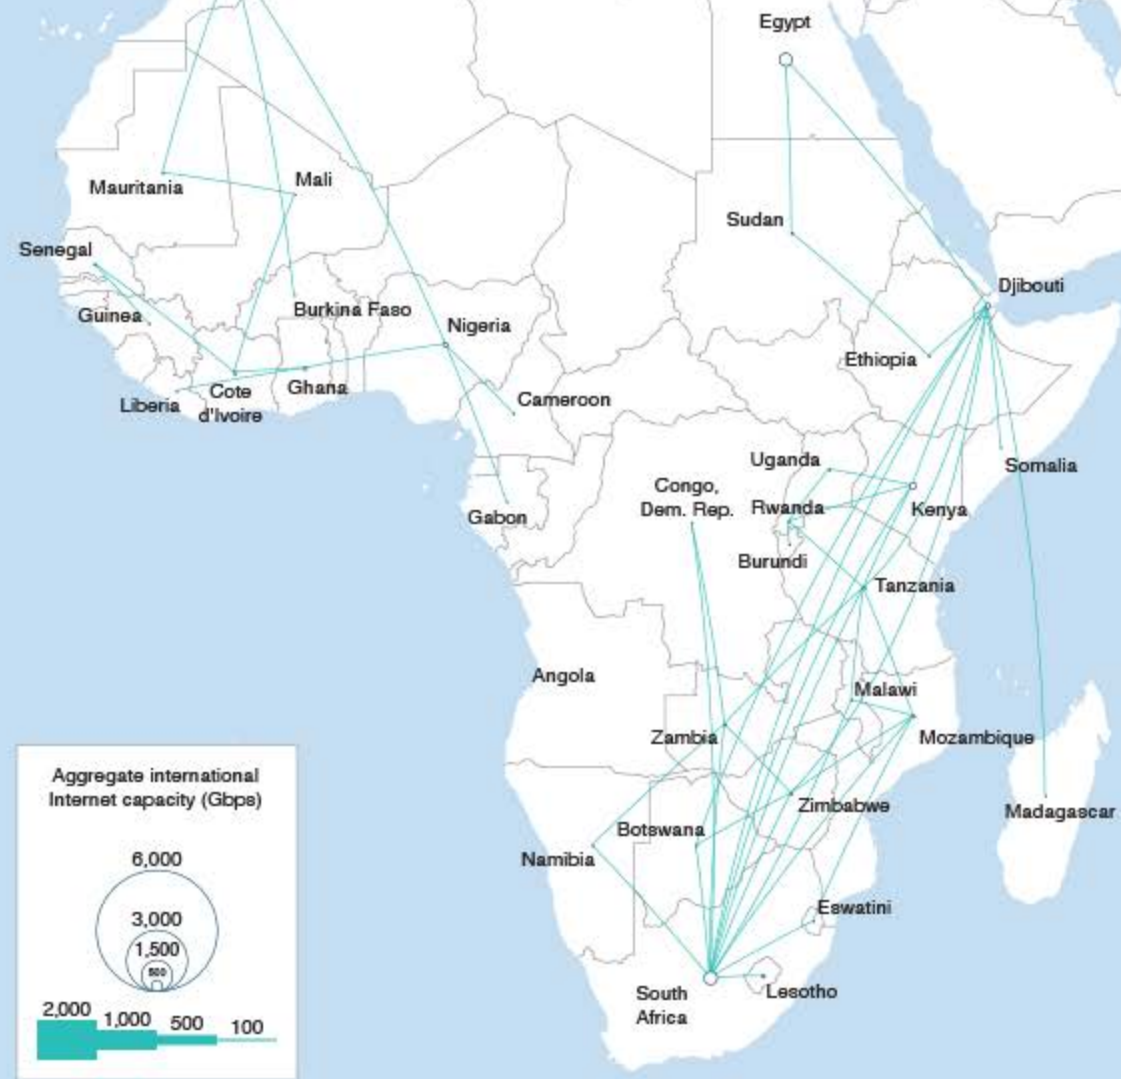 Egypt
Mauritania
Mali
Sudan
Senegal
Djibouti
Guinea
Burkina Faso
Nigeria
Ethiopia
Liberia
Cote
d'Ivoire
Ghana
Cameroon
Uganda
Somalia
Congo,
Dem. Rep.
Rwanda
Kenya
Gabon
Burundi
Tanzania
Angola
Malawi
Zambia
Mozambique
Zimbabwe
Madagascar
Botswana
Namibia
Eswatini
South
Africa
Lesotho
Aggregate international
Internet capacity (Gbps)
6,000
3,000
1,500
500
2,000
1,000
500
100